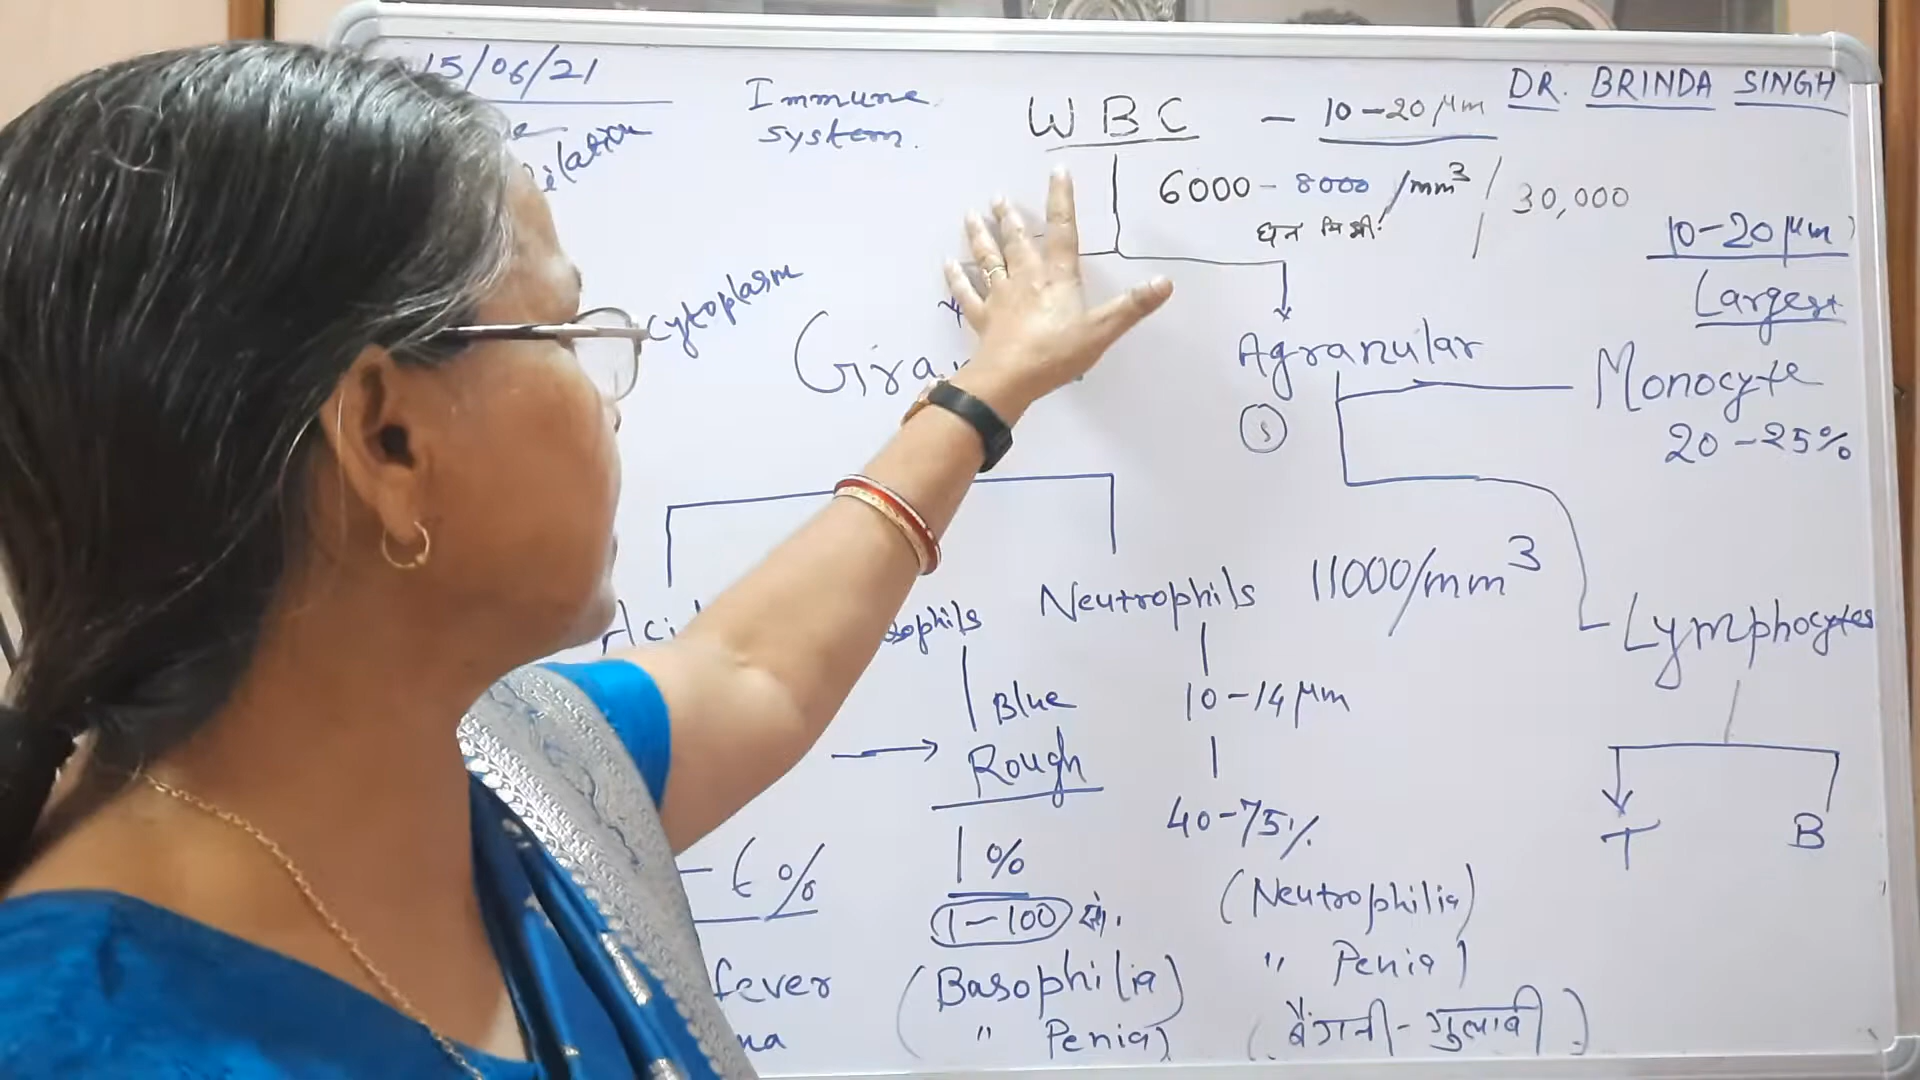 15/06/21
Immune
system.
WBC - 10-20 μm
DR. BRINDA SINGH
6000 - 8000 /mm³ / 30,000
घन मिमी.
10-20 μm
Largest
Cytoplasm
Agranular
Monocyte
20-25%
Neutrophils
11000/mm³
Lymphocytes
Blue
Rough
10-14 μm
40-75%
T B
1%
1-100
(Neutrophilia)
" Penia)
fever
(Basophilia)
" Penia)
(बैंगनी - गुलाबी)